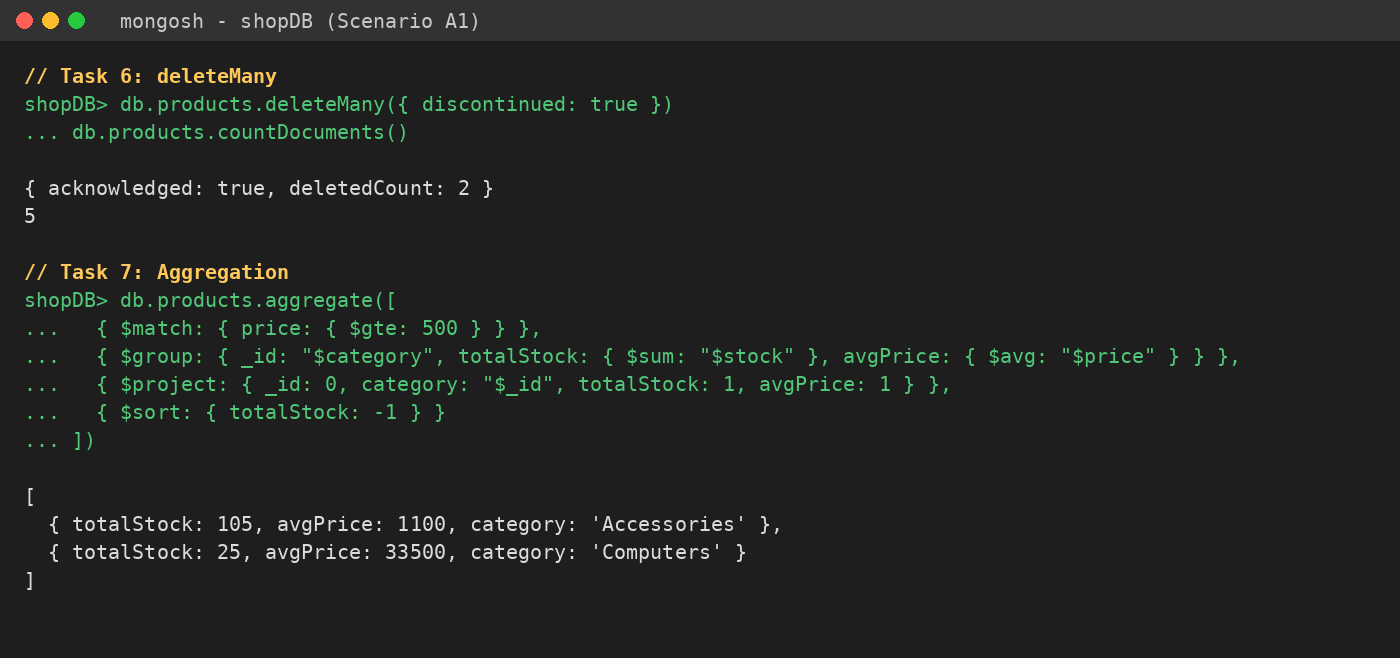 mongosh - shopDB (Scenario A1)
// Task 6: deleteMany
shopDB> db.products.deleteMany({ discontinued: true })
... db.products.countDocuments()
{ acknowledged: true, deletedCount: 2 }
5
// Task 7: Aggregation
shopDB> db.products.aggregate([
...   { $match: { price: { $gte: 500 } } },
...   { $group: { _id: "$category", totalStock: { $sum: "$stock" }, avgPrice: { $avg: "$price" } } },
...   { $project: { _id: 0, category: "$_id", totalStock: 1, avgPrice: 1 } },
...   { $sort: { totalStock: -1 } }
... ])
[
  { totalStock: 105, avgPrice: 1100, category: 'Accessories' },
  { totalStock: 25, avgPrice: 33500, category: 'Computers' }
]